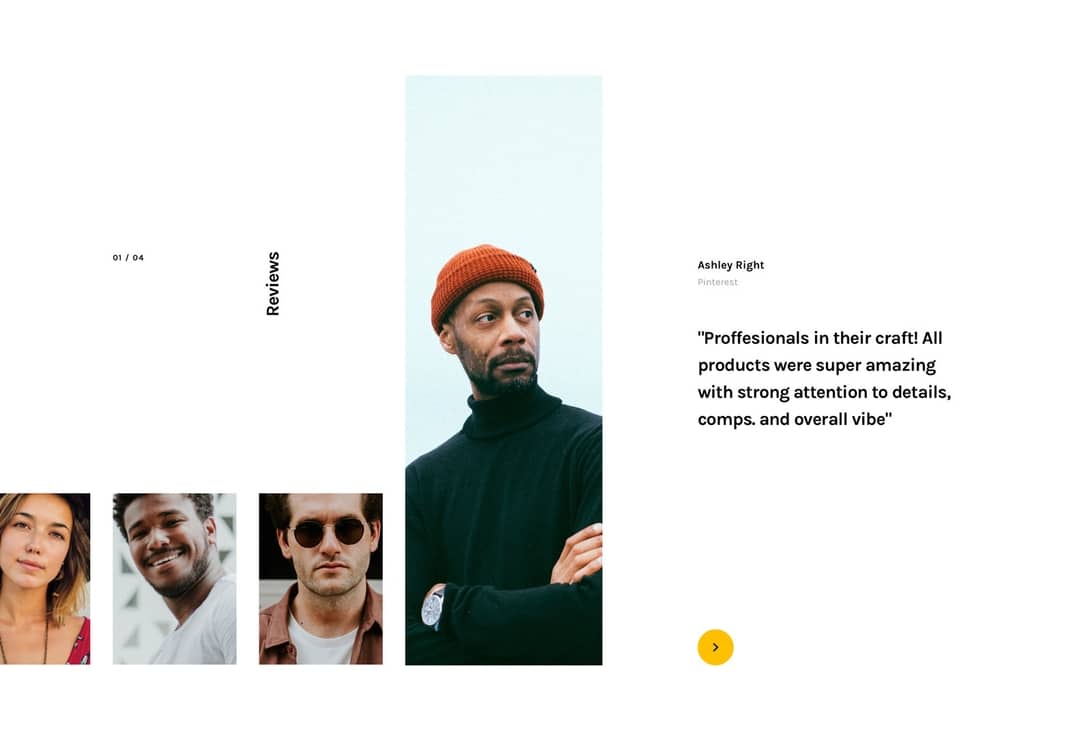 01 / 04
Reviews
Ashley Right
Pinterest
"Proffesionals in their craft! All
products were super amazing
with strong attention to details,
comps. and overall vibe"